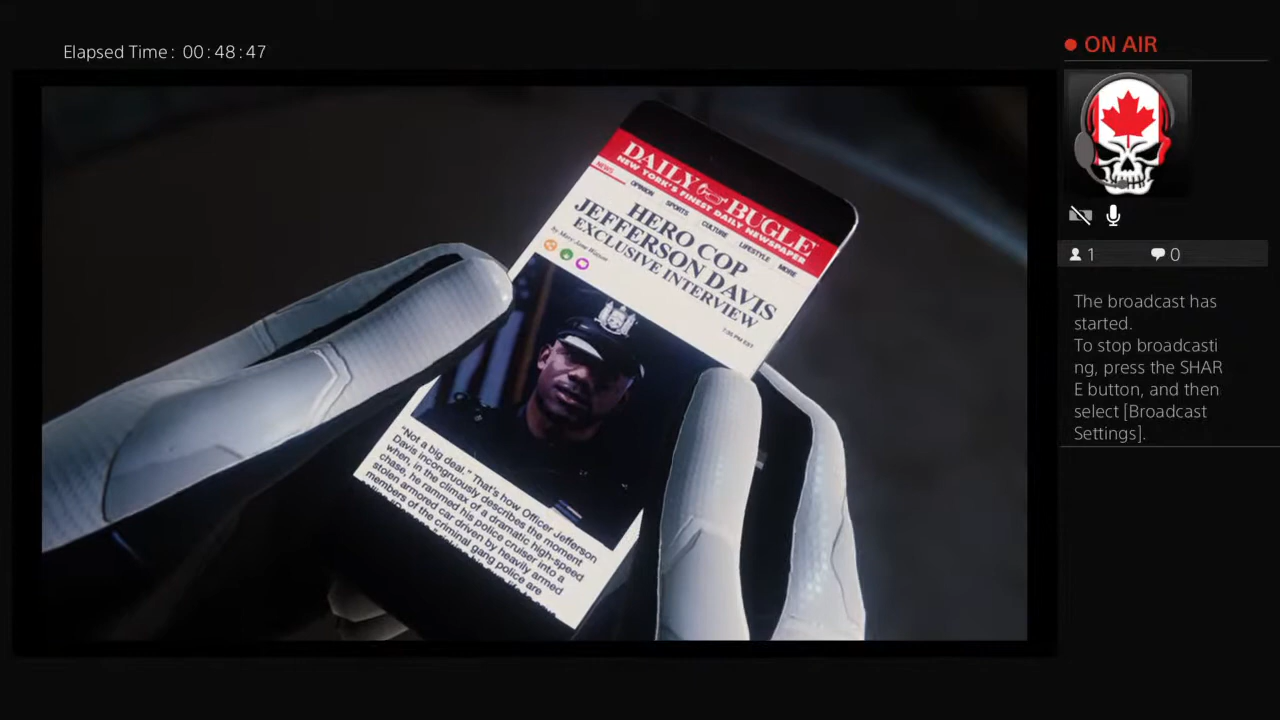 Elapsed Time: 00:48:47
ON AIR
1
0
The broadcast has
started.
To stop broadcasti
ng, press the SHAR
E button, and then
select [Broadcast
Settings].
DAILY BUGLE
NEW YORK'S FINEST DAILY NEWSPAPER
NEWS
OPINION
SPORTS
CULTURE
LIFESTYLE
MORE
HERO COP
JEFFERSON DAVIS
EXCLUSIVE INTERVIEW
by Mary Jane Watson
"Not a big deal." That's how Officer Jefferson
Davis incongruously describes the moment
when, in the climax of a dramatic high-speed
chase, he rammed his police cruiser into a
stolen armored car driven by heavily armed
members of the criminal gang police are